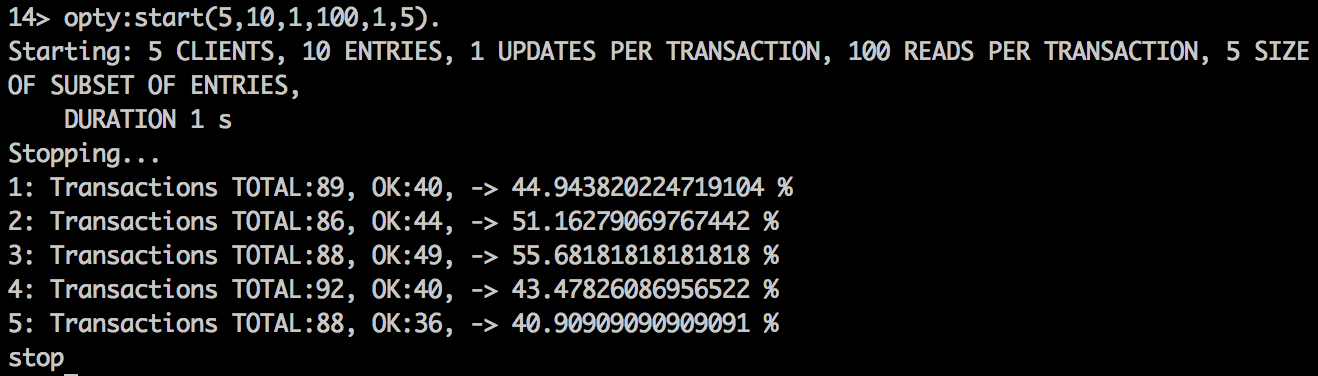 14> opty:start(5,10,1,100,1,5).
Starting: 5 CLIENTS, 10 ENTRIES, 1 UPDATES PER TRANSACTION, 100 READS PER TRANSACTION, 5 SIZE
OF SUBSET OF ENTRIES,
    DURATION 1 s
Stopping...
1: Transactions TOTAL:89, OK:40, -> 44.943820224719104 %
2: Transactions TOTAL:86, OK:44, -> 51.16279069767442 %
3: Transactions TOTAL:88, OK:49, -> 55.68181818181818 %
4: Transactions TOTAL:92, OK:40, -> 43.47826086956522 %
5: Transactions TOTAL:88, OK:36, -> 40.90909090909091 %
stop